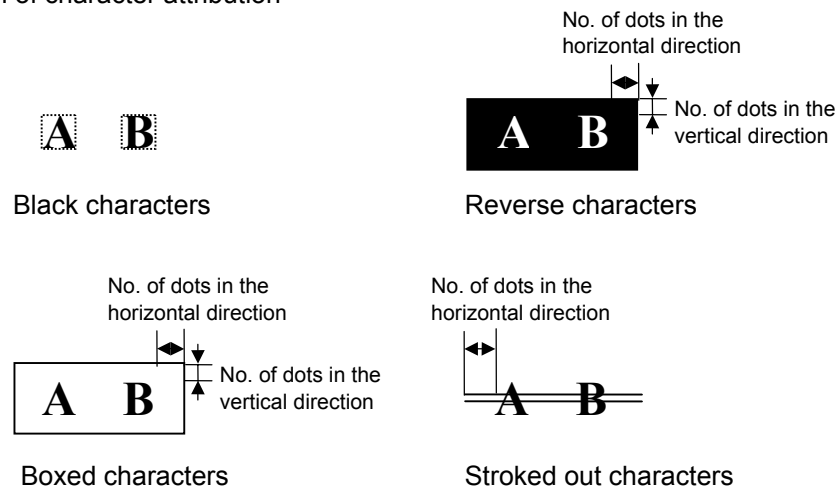 of character attribution
No. of dots in the
horizontal direction
A B
A B
No. of dots in the
vertical direction
Black characters
Reverse characters
No. of dots in the
horizontal direction
No. of dots in the
horizontal direction
A B
No. of dots in the
vertical direction
A B
Boxed characters
Stroked out characters